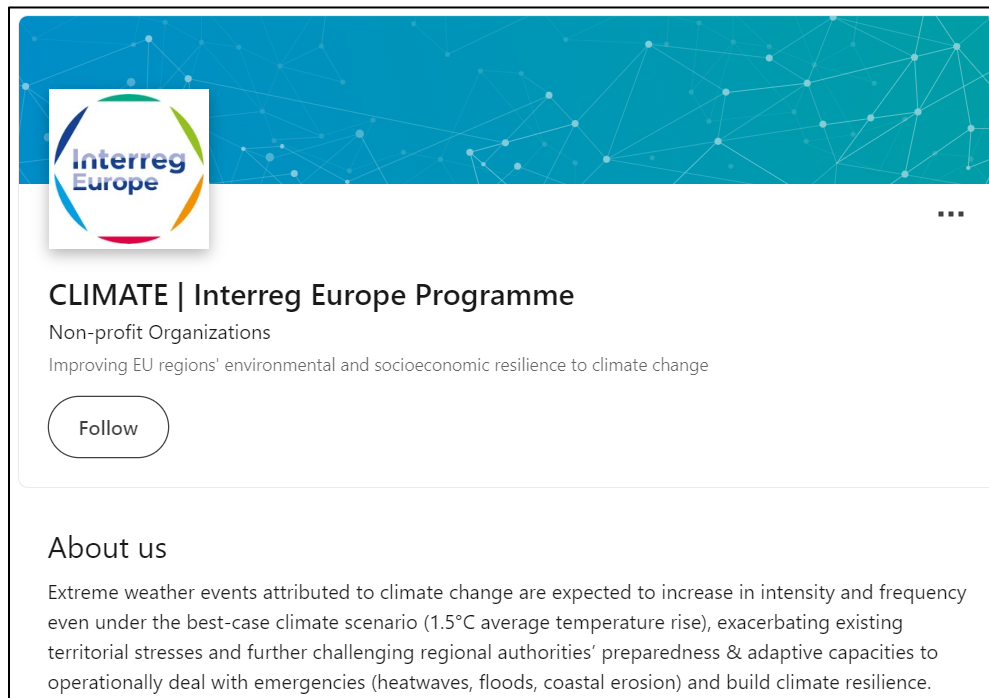 Interreg
Europe
CLIMATE | Interreg Europe Programme
Non-profit Organizations
Improving EU regions' environmental and socioeconomic resilience to climate change
Follow
About us
Extreme weather events attributed to climate change are expected to increase in intensity and frequency
even under the best-case climate scenario (1.5°C average temperature rise), exacerbating existing
territorial stresses and further challenging regional authorities’ preparedness & adaptive capacities to
operationally deal with emergencies (heatwaves, floods, coastal erosion) and build climate resilience.